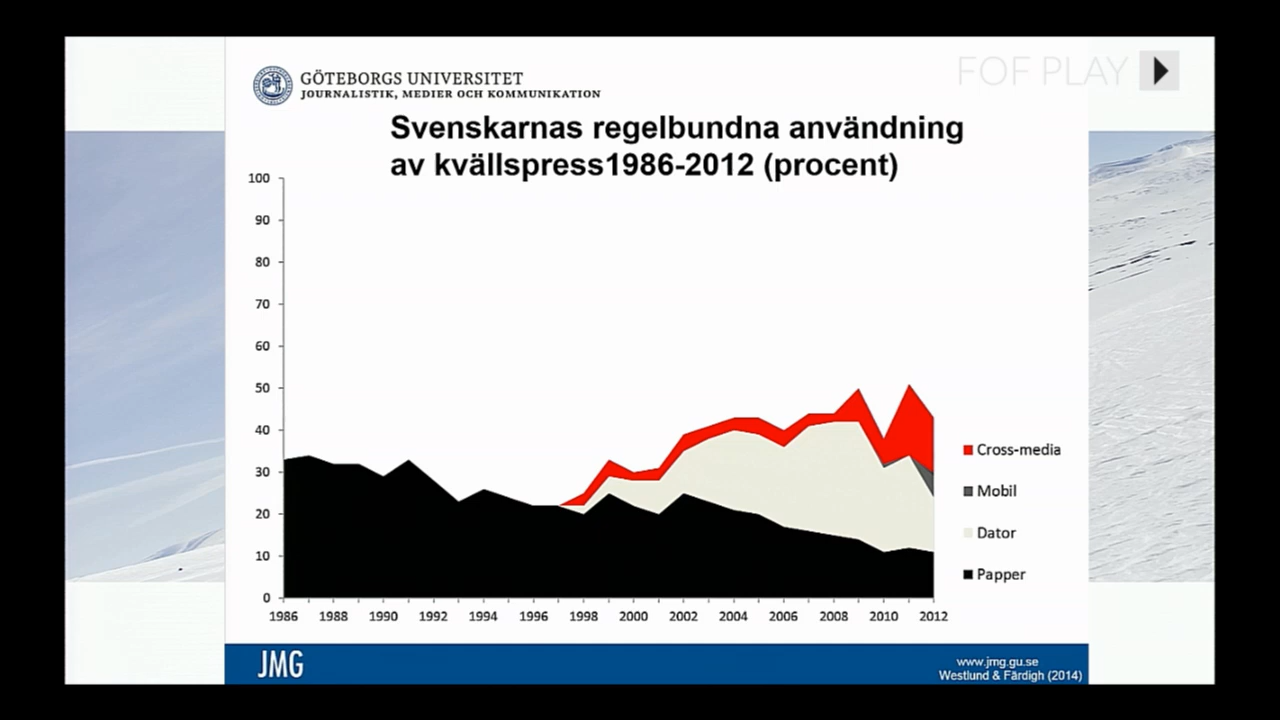 FOF PLAY
GÖTEBORGS UNIVERSITET
JOURNALISTIK, MEDIER OCH KOMMUNIKATION
Svenskarnas regelbundna användning
av kvällspress1986-2012 (procent)
100
90
80
70
60
50
40
30
20
10
0
1986 1988 1990 1992 1994 1996 1998 2000 2002 2004 2006 2008 2010 2012
Cross-media
Mobil
Dator
Papper
JMG
www.jmg.gu.se
Westlund & Färdigh (2014)